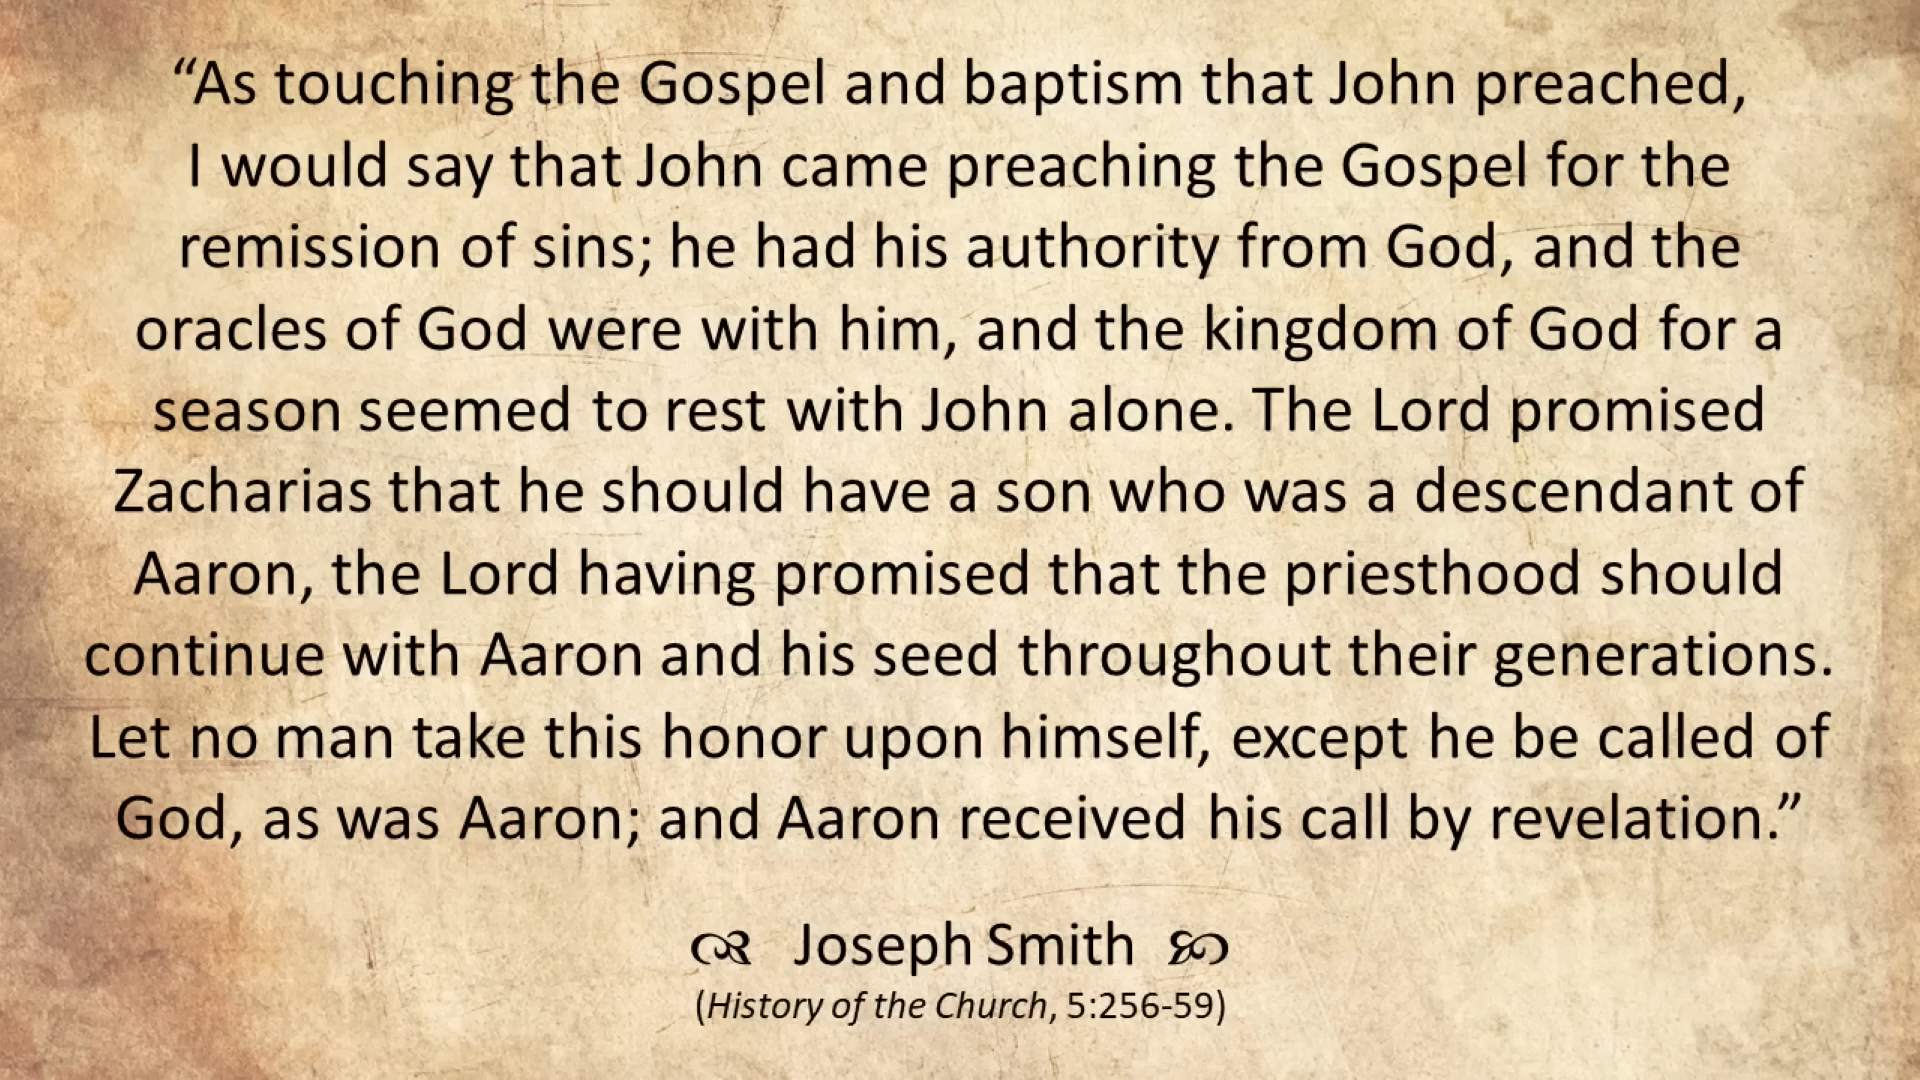 “As touching the Gospel and baptism that John preached,
I would say that John came preaching the Gospel for the
remission of sins; he had his authority from God, and the
oracles of God were with him, and the kingdom of God for a
season seemed to rest with John alone. The Lord promised
Zacharias that he should have a son who was a descendant of
Aaron, the Lord having promised that the priesthood should
continue with Aaron and his seed throughout their generations.
Let no man take this honor upon himself, except he be called of
God, as was Aaron; and Aaron received his call by revelation.”
Joseph Smith
(History of the Church, 5:256-59)